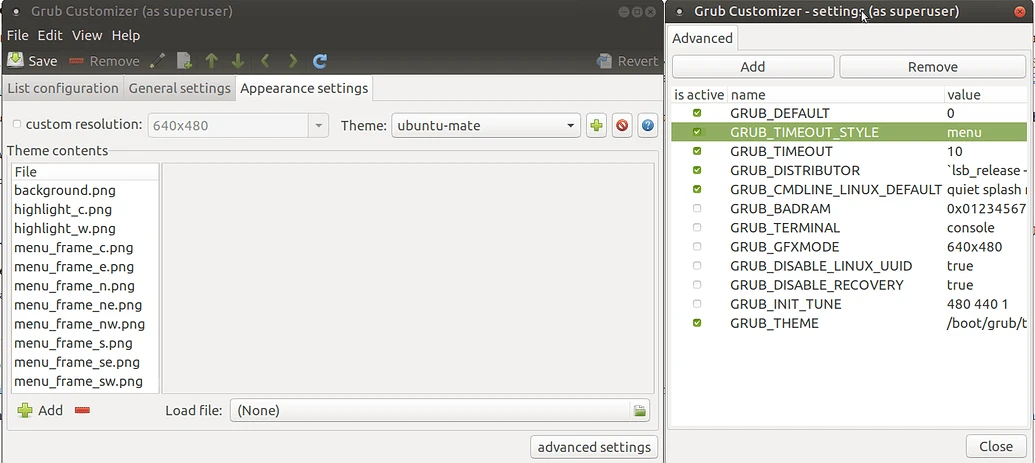 Grub Customizer (as superuser)
File Edit View Help
Save Remove Revert
List configuration General settings Appearance settings
custom resolution: 640x480 Theme: ubuntu-mate
Theme contents
File
background.png
highlight_c.png
highlight_w.png
menu_frame_c.png
menu_frame_e.png
menu_frame_n.png
menu_frame_ne.png
menu_frame_nw.png
menu_frame_s.png
menu_frame_se.png
menu_frame_sw.png
Add Load file: (None)
advanced settings
Grub Customizer - settings (as superuser)
Advanced
Add Remove
is active name value
GRUB_DEFAULT 0
GRUB_TIMEOUT_STYLE menu
GRUB_TIMEOUT 10
GRUB_DISTRIBUTOR `lsb_release -
GRUB_CMDLINE_LINUX_DEFAULT quiet splash
GRUB_BADRAM 0x01234567
GRUB_TERMINAL console
GRUB_GFXMODE 640x480
GRUB_DISABLE_LINUX_UUID true
GRUB_DISABLE_RECOVERY true
GRUB_INIT_TUNE 480 440 1
GRUB_THEME /boot/grub/t
Close